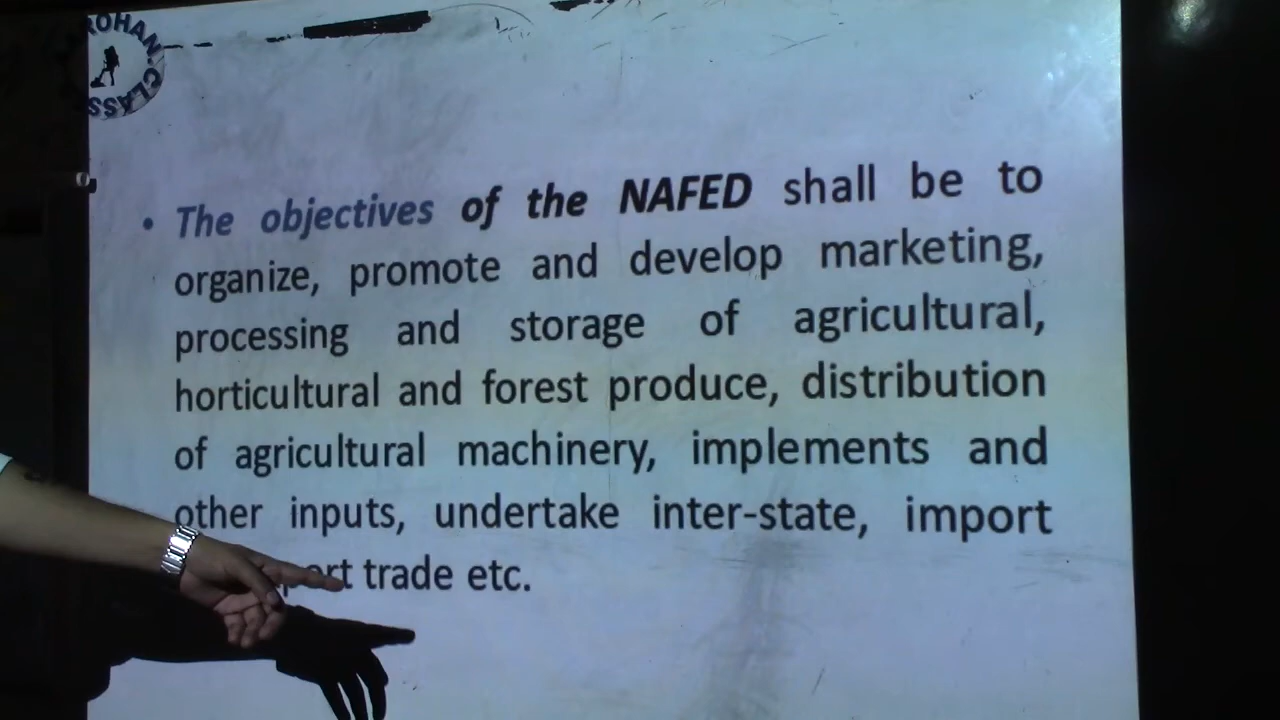 ROHAN CLASS
• The objectives of the NAFED shall be to
organize, promote and develop marketing,
processing and storage of agricultural,
horticultural and forest produce, distribution
of agricultural machinery, implements and
other inputs, undertake inter-state, import
trade etc.